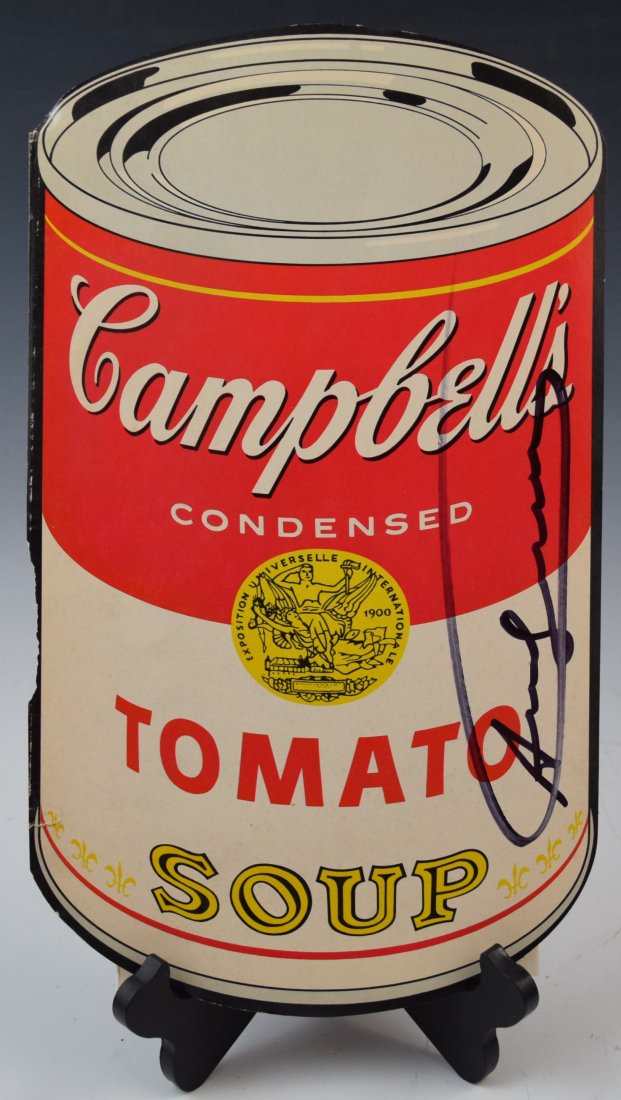 Campbell's
CONDENSED
EXPOSITION UNIVERSELLE INTERNATIONALE
1900
TOMATO
SOUP